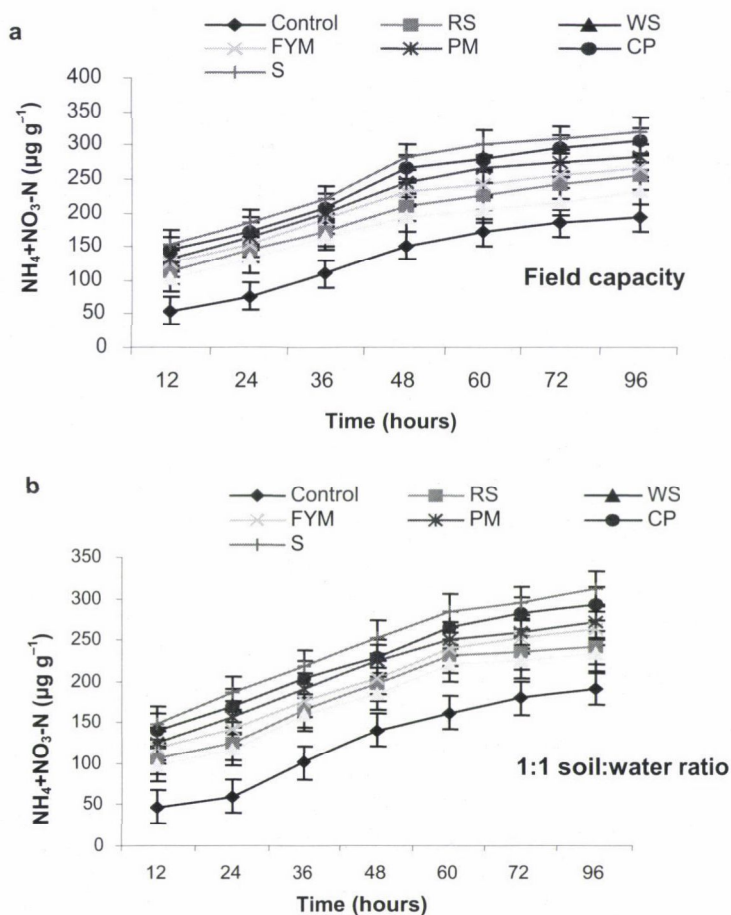 a
Control RS WS
FYM PM CP
S
NH₄+NO₃-N (µg g⁻¹)
400
350
300
250
200
150
100
50
0
12 24 36 48 60 72 96
Field capacity
Time (hours)
b
Control RS WS
FYM PM CP
S
NH₄+NO₃-N (µg g⁻¹)
350
300
250
200
150
100
50
0
12 24 36 48 60 72 96
1:1 soil:water ratio
Time (hours)